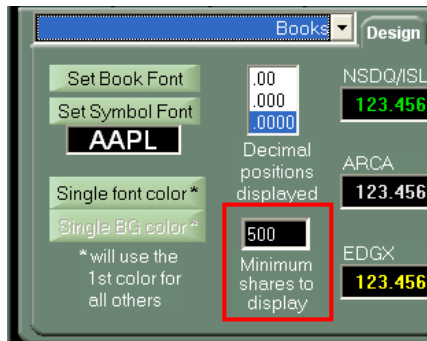 Books
Design
Set Book Font
Set Symbol Font
AAPL
Single font color*
Single BG color*
*will use the
1st color for
all others
.00
.000
.0000
Decimal
positions
displayed
500
Minimum
shares to
display
NSDQ/ISL
123.456
ARCA
123.456
EDGX
123.456